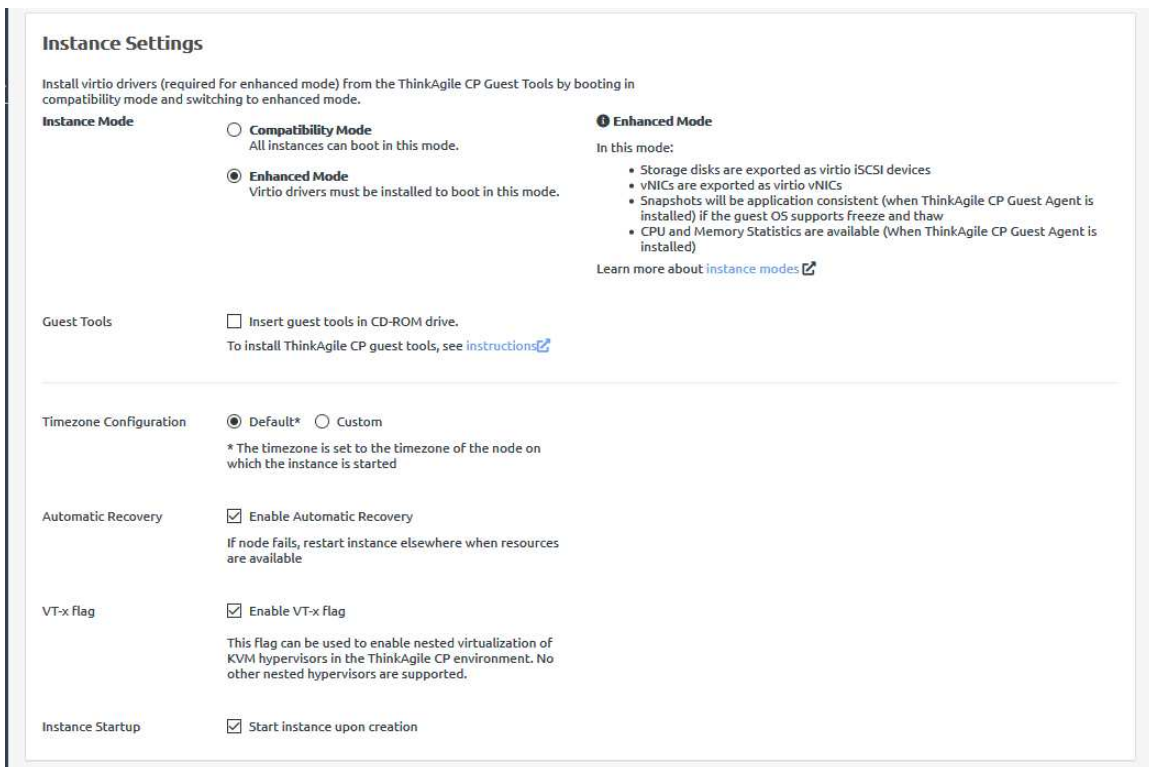 Instance Settings
Install virtio drivers (required for enhanced mode) from the ThinkAgile CP Guest Tools by booting in
compatibility mode and switching to enhanced mode.
Instance Mode
Compatibility Mode
All instances can boot in this mode.
Enhanced Mode
Virtio drivers must be installed to boot in this mode.
Enhanced Mode
In this mode:
• Storage disks are exported as virtio iSCSI devices
• vNICs are exported as virtio vNICs
• Snapshots will be application consistent (when ThinkAgile CP Guest Agent is
installed) if the guest OS supports freeze and thaw
• CPU and Memory Statistics are available (When ThinkAgile CP Guest Agent is
installed)
Learn more about instance modes
Guest Tools
Insert guest tools in CD-ROM drive.
To install ThinkAgile CP guest tools, see instructions
Timezone Configuration
Default* Custom
* The timezone is set to the timezone of the node on
which the instance is started
Automatic Recovery
Enable Automatic Recovery
If node fails, restart instance elsewhere when resources
are available
VT-x flag
Enable VT-x flag
This flag can be used to enable nested virtualization of
KVM hypervisors in the ThinkAgile CP environment. No
other nested hypervisors are supported.
Instance Startup
Start instance upon creation